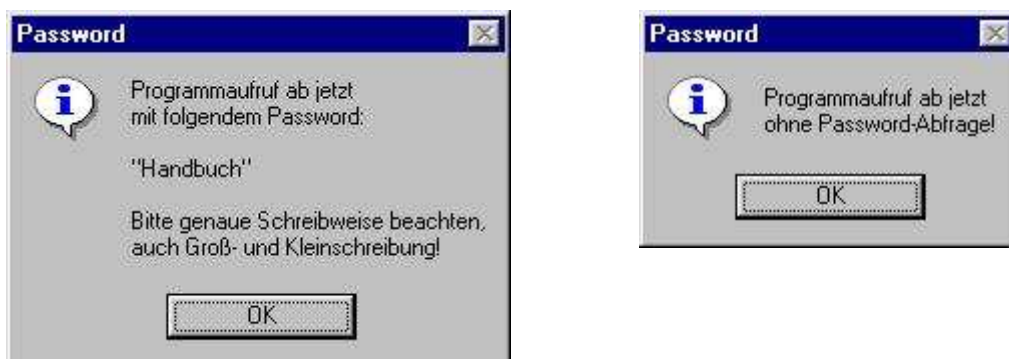 Password
Programmaufruf ab jetzt
mit folgendem Password:
"Handbuch"
Bitte genaue Schreibweise beachten,
auch Groß- und Kleinschreibung!
OK
Password
Programmaufruf ab jetzt
ohne Password-Abfrage!
OK